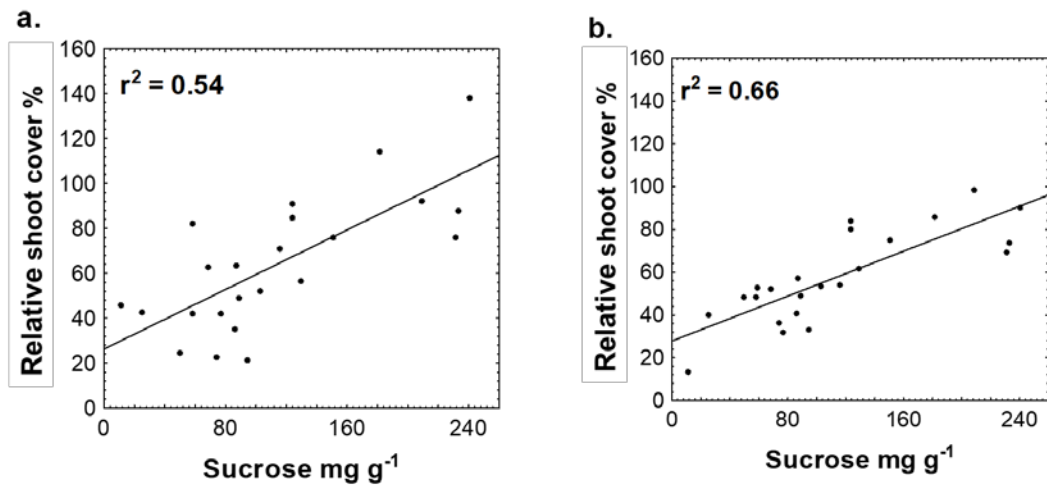 a.
Relative shoot cover %
160
140
120
100
80
60
40
20
0
r² = 0.54
0 80 160 240
Sucrose mg g⁻¹
b.
Relative shoot cover %
160
140
120
100
80
60
40
20
0
r² = 0.66
0 80 160 240
Sucrose mg g⁻¹